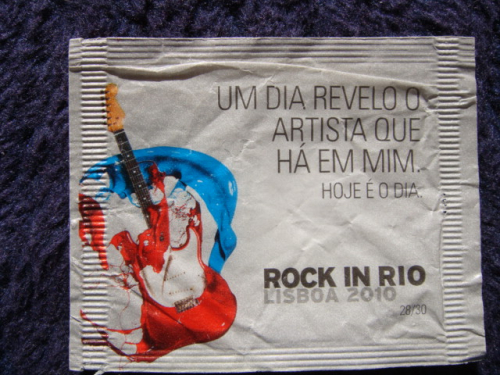 UM DIA REVELO O
ARTISTA QUE
HÁ EM MIM.
HOJE É O DIA.
ROCK IN RIO
LISBOA 2010
28/30